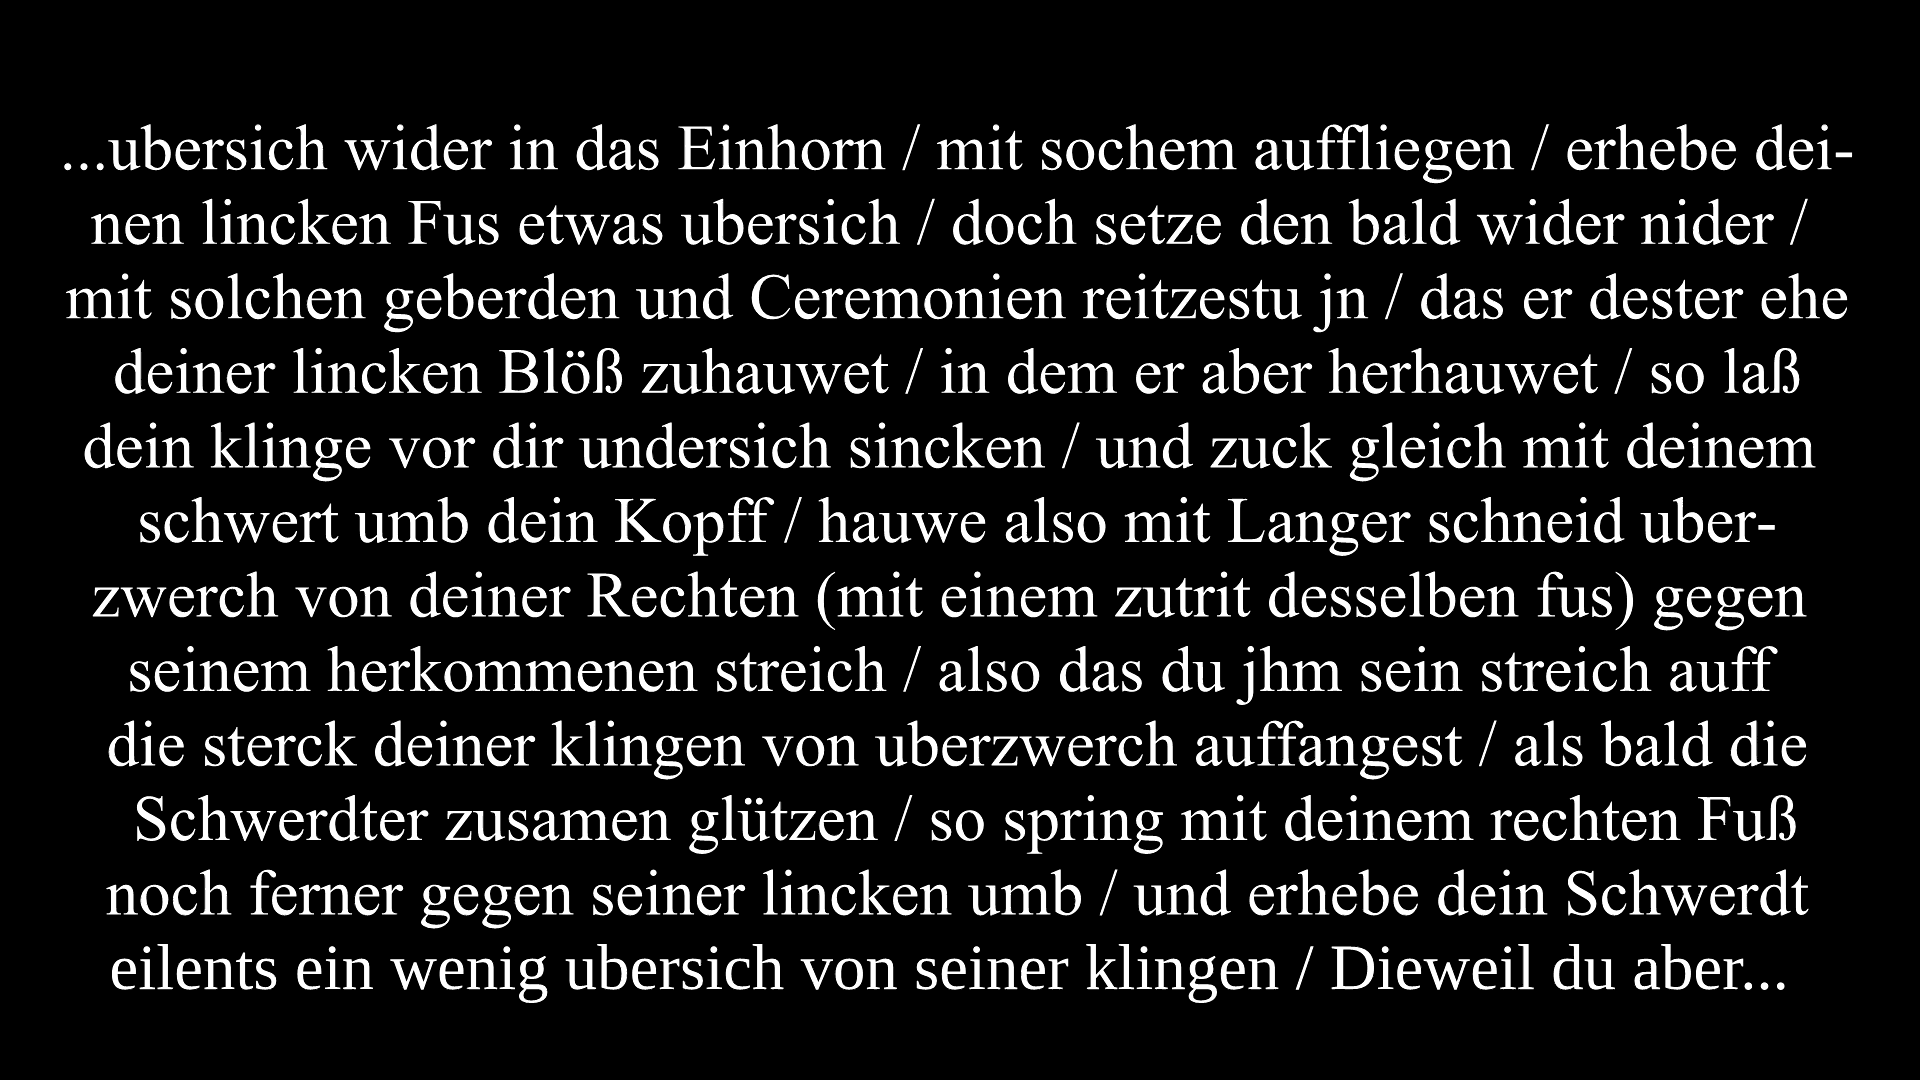 ...ubersich wider in das Einhorn / mit sochem auffliegen / erhebe dei-
nen lincken Fus etwas ubersich / doch setze den bald wider nider /
mit solchen geberden und Ceremonien reitzestu jn / das er dester ehe
deiner lincken Blöß zuhauwet / in dem er aber herhauwet / so laß
dein klinge vor dir undersich sincken / und zuck gleich mit deinem
schwert umb dein Kopff / hauwe also mit Langer schneid uber-
zwerch von deiner Rechten (mit einem zutrit desselben fus) gegen
seinem herkommenen streich / also das du jhm sein streich auff
die sterck deiner klingen von uberzwerch auffangest / als bald die
Schwerdter zusamen glützen / so spring mit deinem rechten Fuß
noch ferner gegen seiner lincken umb / und erhebe dein Schwerdt
eilents ein wenig ubersich von seiner klingen / Dieweil du aber...